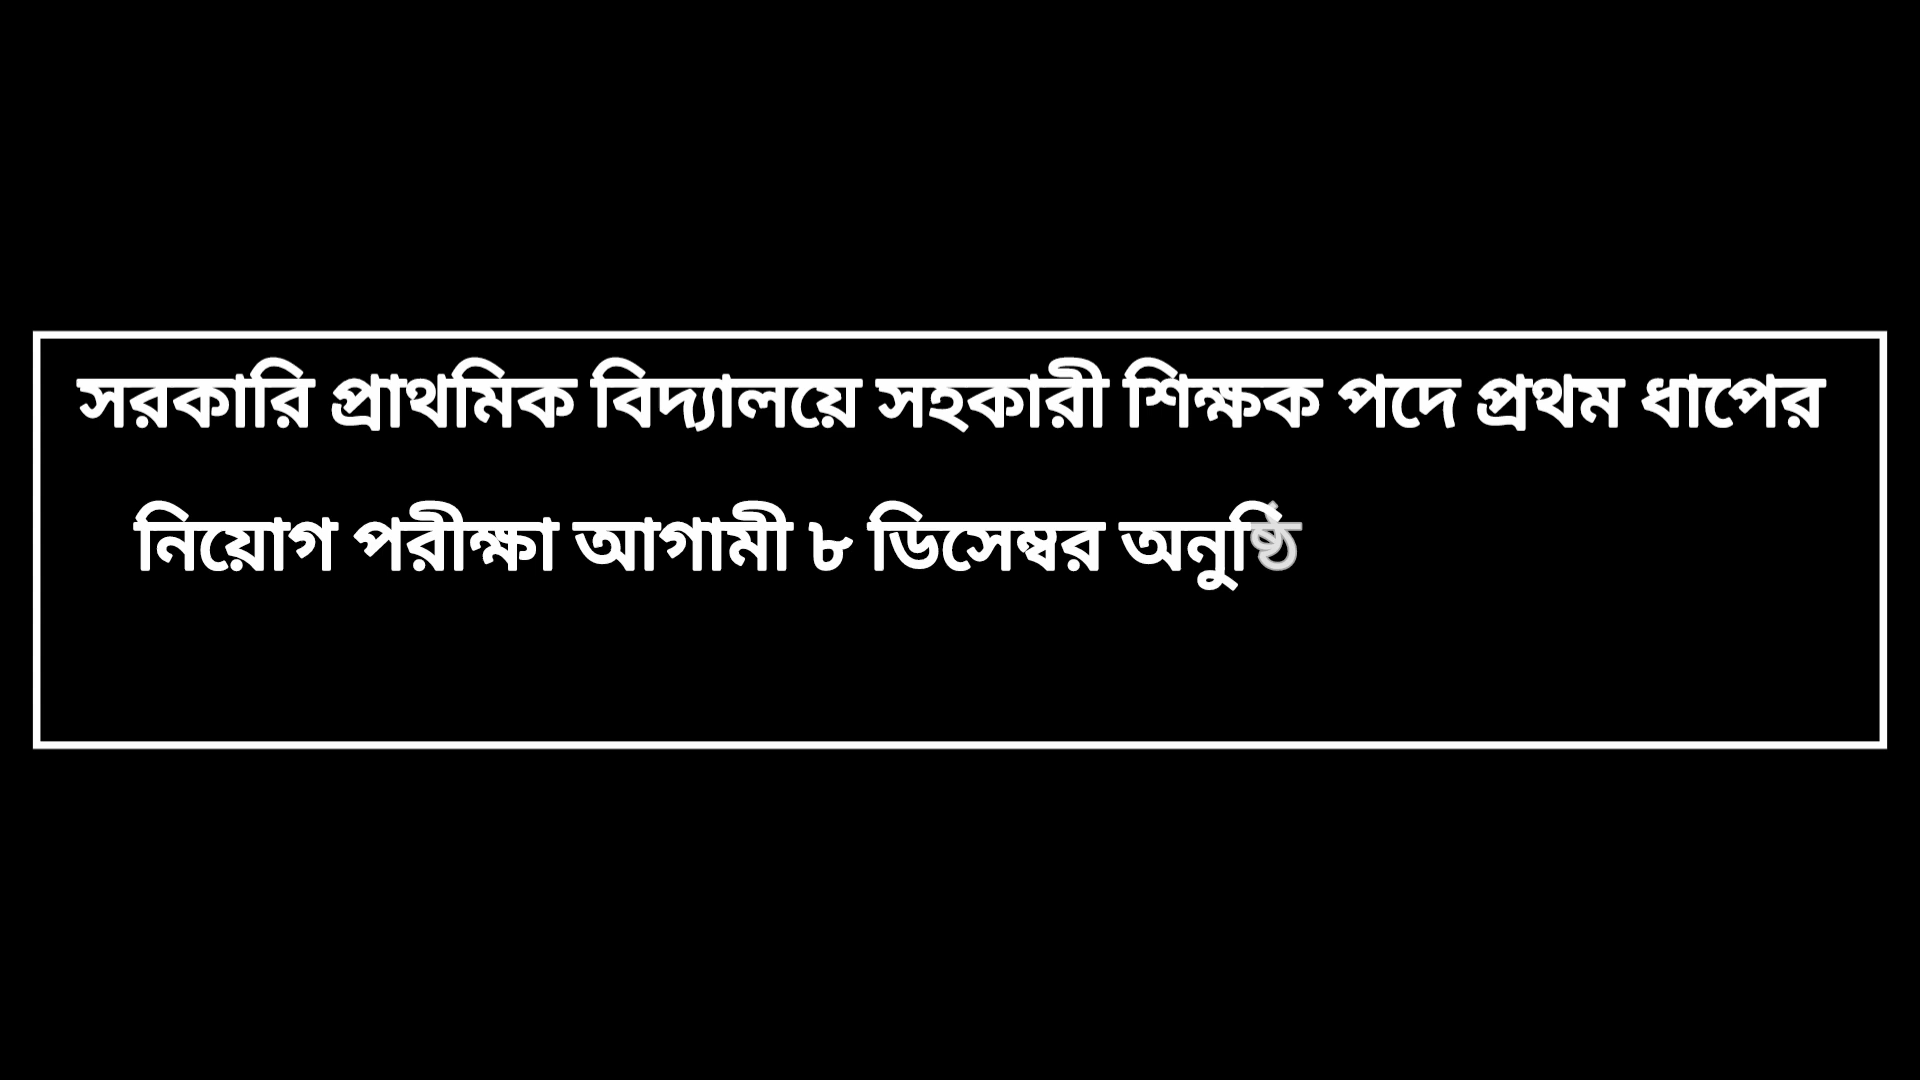 সরকারি প্রাথমিক বিদ্যালয়ে সহকারী শিক্ষক পদে প্রথম ধাপের
নিয়োগ পরীক্ষা আগামী ৮ ডিসেম্বর অনুষ্ঠি